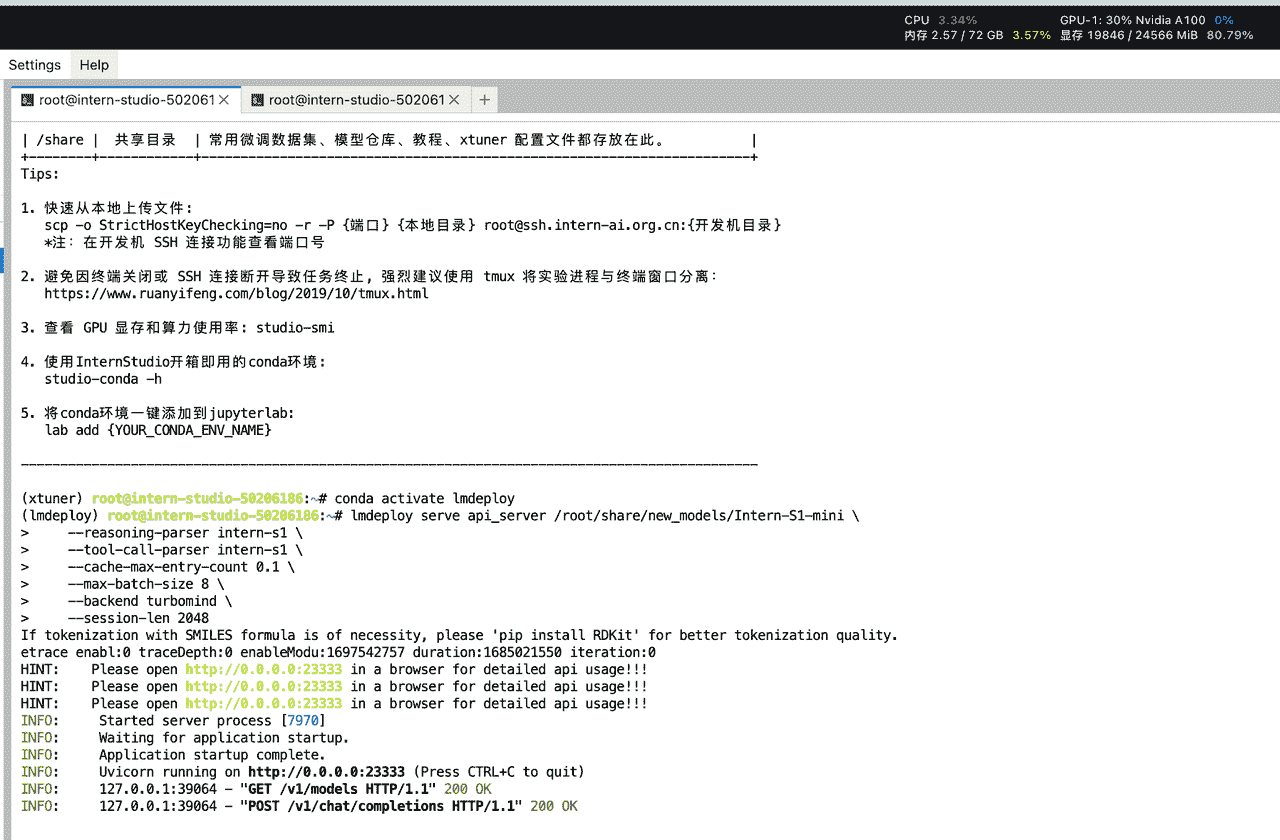 CPU 3.34% GPU-1: 30% Nvidia A100 0%
内存 2.57 / 72 GB 3.57% 显存 19846 / 24566 MiB 80.79%
Settings Help
root@intern-studio-502061 × root@intern-studio-502061 × +
| /share | 共享目录 | 常用微调数据集、模型仓库、教程、xtuner 配置文件都存放在此。 |
+--------+------------+-----------------------------------------------------------------------+
Tips:
1. 快速从本地上传文件:
scp -o StrictHostKeyChecking=no -r -P {端口} {本地目录} root@ssh.intern-ai.org.cn:{开发机目录}
*注: 在开发机 SSH 连接功能查看端口号
2. 避免因终端关闭或 SSH 连接断开导致任务终止, 强烈建议使用 tmux 将实验进程与终端窗口分离:
https://www.ruanyifeng.com/blog/2019/10/tmux.html
3. 查看 GPU 显存和算力使用率: studio-smi
4. 使用InternStudio开箱即用的conda环境:
studio-conda -h
5. 将conda环境一键添加到jupyterlab:
lab add {YOUR_CONDA_ENV_NAME}
----------------------------------------------------------------------------------------------
(xtuner) root@intern-studio-50206186:~# conda activate lmdeploy
(lmdeploy) root@intern-studio-50206186:~# lmdeploy serve api_server /root/share/new_models/Intern-S1-mini \
> --reasoning-parser intern-s1 \
> --tool-call-parser intern-s1 \
> --cache-max-entry-count 0.1 \
> --max-batch-size 8 \
> --backend turbomind \
> --session-len 2048
If tokenization with SMILES formula is of necessity, please 'pip install RDKit' for better tokenization quality.
etrace enabl:0 traceDepth:0 enableModu:1697542757 duration:1685021550 iteration:0
HINT: Please open http://0.0.0.0:23333 in a browser for detailed api usage!!!
HINT: Please open http://0.0.0.0:23333 in a browser for detailed api usage!!!
HINT: Please open http://0.0.0.0:23333 in a browser for detailed api usage!!!
INFO: Started server process [7970]
INFO: Waiting for application startup.
INFO: Application startup complete.
INFO: Uvicorn running on http://0.0.0.0:23333 (Press CTRL+C to quit)
INFO: 127.0.0.1:39064 - "GET /v1/models HTTP/1.1" 200 OK
INFO: 127.0.0.1:39064 - "POST /v1/chat/completions HTTP/1.1" 200 OK